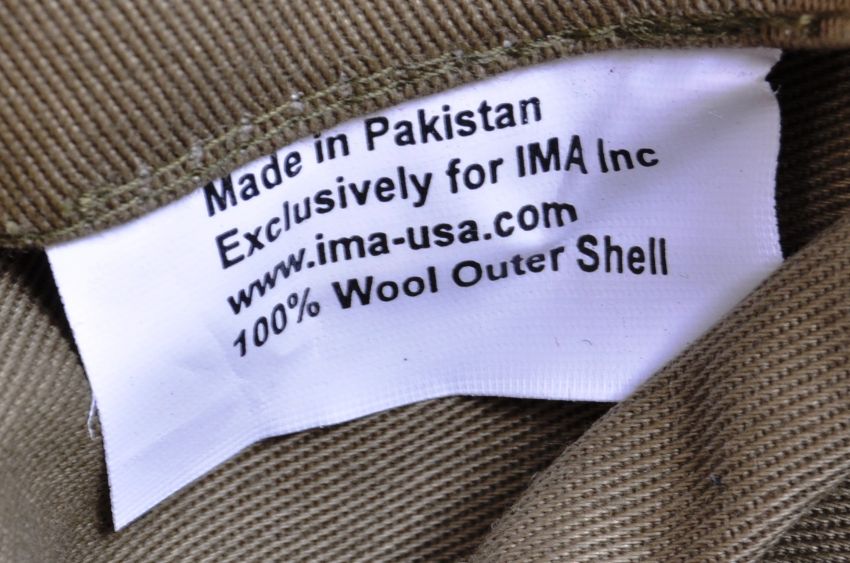 Made in Pakistan
Exclusively for IMA Inc
www.ima-usa.com
100% Wool Outer Shell